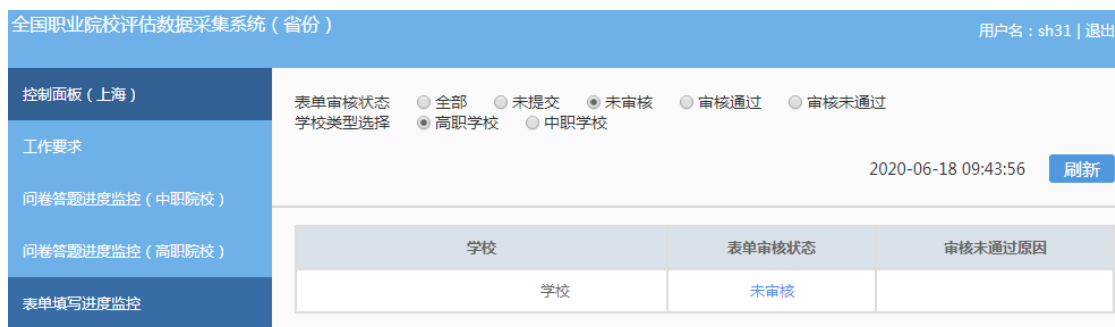 全国职业院校评估数据采集系统（省份）
用户名：sh31 | 退出
控制面板（上海）
工作要求
问卷答题进度监控（中职院校）
问卷答题进度监控（高职院校）
表单填写进度监控
表单审核状态 全部 未提交 未审核 审核通过 审核未通过
学校类型选择 高职学校 中职学校
2020-06-18 09:43:56 刷新
学校 表单审核状态 审核未通过原因
学校 未审核